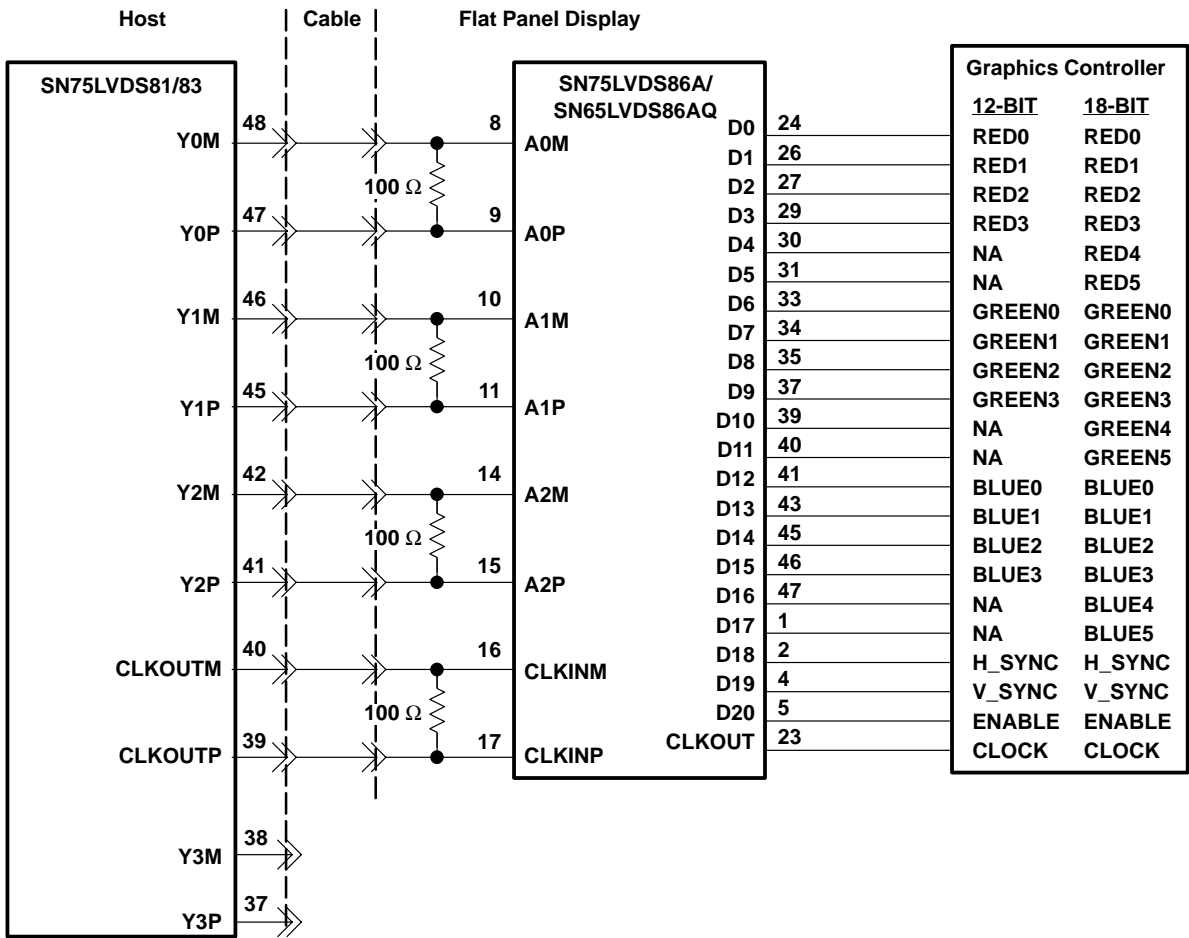 Host
Cable
Flat Panel Display
SN75LVDS81/83
Y0M
48
Y0P
47
Y1M
46
Y1P
45
Y2M
42
Y2P
41
CLKOUTM
40
CLKOUTP
39
Y3M
38
Y3P
37
100 Ω
100 Ω
100 Ω
100 Ω
SN75LVDS86A/
SN65LVDS86AQ
8
A0M
9
A0P
10
A1M
11
A1P
14
A2M
15
A2P
16
CLKINM
17
CLKINP
D0 24
D1 26
D2 27
D3 29
D4 30
D5 31
D6 33
D7 34
D8 35
D9 37
D10 39
D11 40
D12 41
D13 43
D14 45
D15 46
D16 47
D17 1
D18 2
D19 4
D20 5
CLKOUT 23
Graphics Controller
12-BIT 18-BIT
RED0 RED0
RED1 RED1
RED2 RED2
RED3 RED3
NA RED4
NA RED5
GREEN0 GREEN0
GREEN1 GREEN1
GREEN2 GREEN2
GREEN3 GREEN3
NA GREEN4
NA GREEN5
BLUE0 BLUE0
BLUE1 BLUE1
BLUE2 BLUE2
BLUE3 BLUE3
NA BLUE4
NA BLUE5
H_SYNC H_SYNC
V_SYNC V_SYNC
ENABLE ENABLE
CLOCK CLOCK